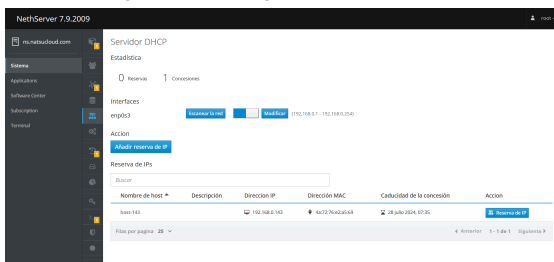 NethServer 7.9.2009
root
ns.natsucloud.com
Sistema
Applications
Software Center
Subscription
Terminal
Servidor DHCP
Estadística
0 Reservas 1 Concesiones
Interfaces
enp0s3 Escanear la red Modificar (192.168.0.1 - 192.168.0.254)
Accion
Añadir reserva de IP
Reserva de IPs
Buscar
Nombre de host Descripción Direccion IP Dirección MAC Caducidad de la concesión Accion
host-143 192.168.0.143 28 julio 2024, 07:35 Reserva de IP
Filas por pagina 25 Anterior 1 - 1 de 1 Siguiente